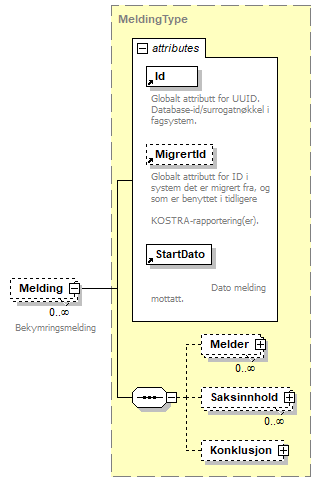 MeldingType
attributes
Id
Globalt attributt for UUID.
Database-id/surrogatnøkkel i
fagsystem.
MigrertId
Globalt attributt for ID i
system det er migrert fra, og
som er benyttet i tidligere
KOSTRA-rapportering(er).
StartDato
Dato melding
mottatt.
Melding
0..∞
Bekymringsmelding
Melder
0..∞
Saksinnhold
0..∞
Konklusjon